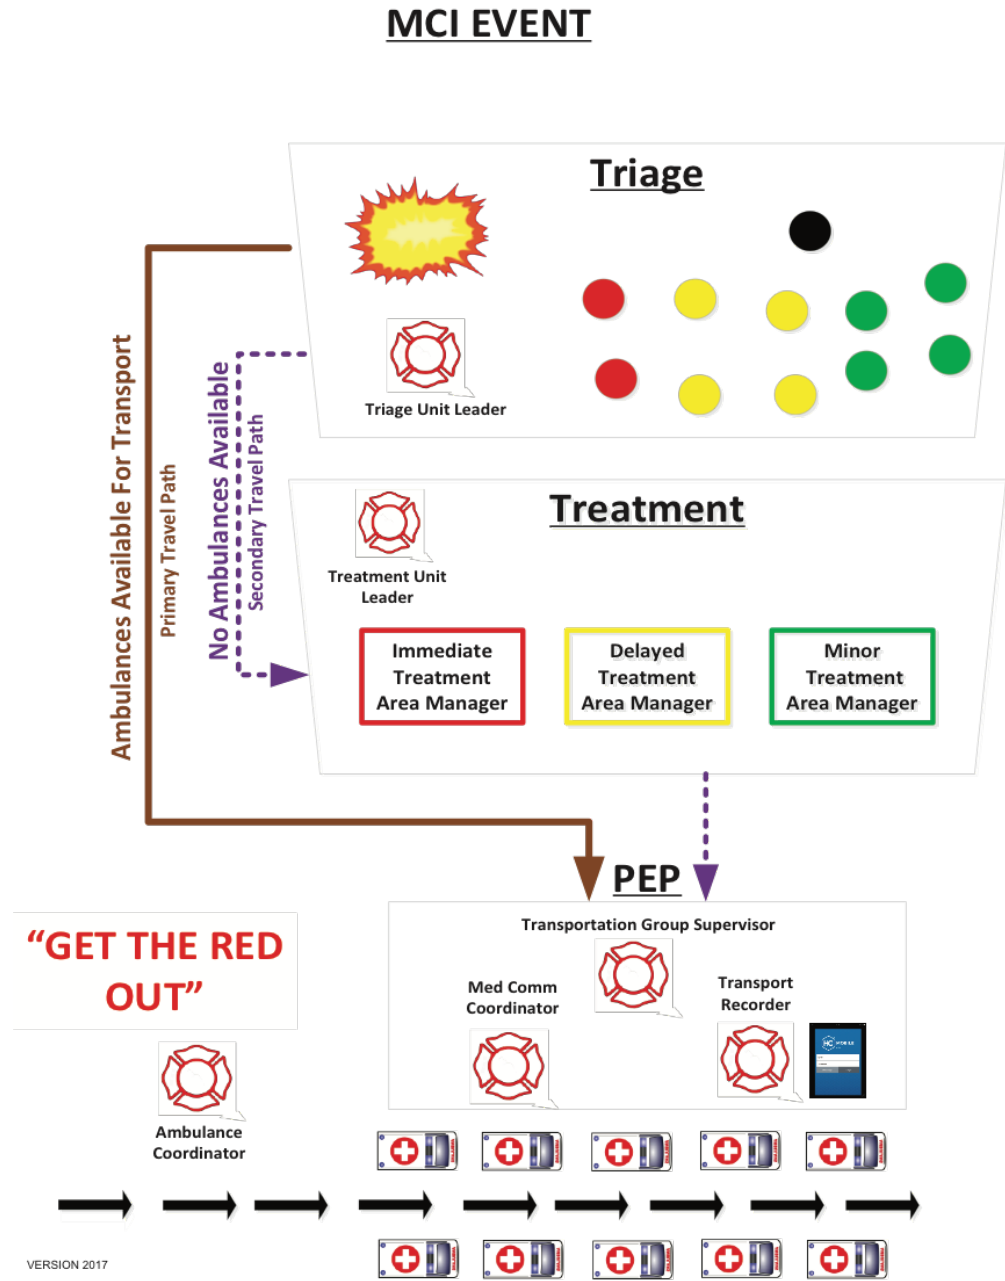 MCI EVENT
Triage
Triage Unit Leader
Ambulances Available For Transport
Primary Travel Path
No Ambulances Available
Secondary Travel Path
Treatment
Treatment Unit
Leader
Immediate
Treatment
Area Manager
Delayed
Treatment
Area Manager
Minor
Treatment
Area Manager
PEP
Transportation Group Supervisor
Med Comm
Coordinator
Transport
Recorder
HC MOBILE
“GET THE RED
OUT”
Ambulance
Coordinator
VERSION 2017